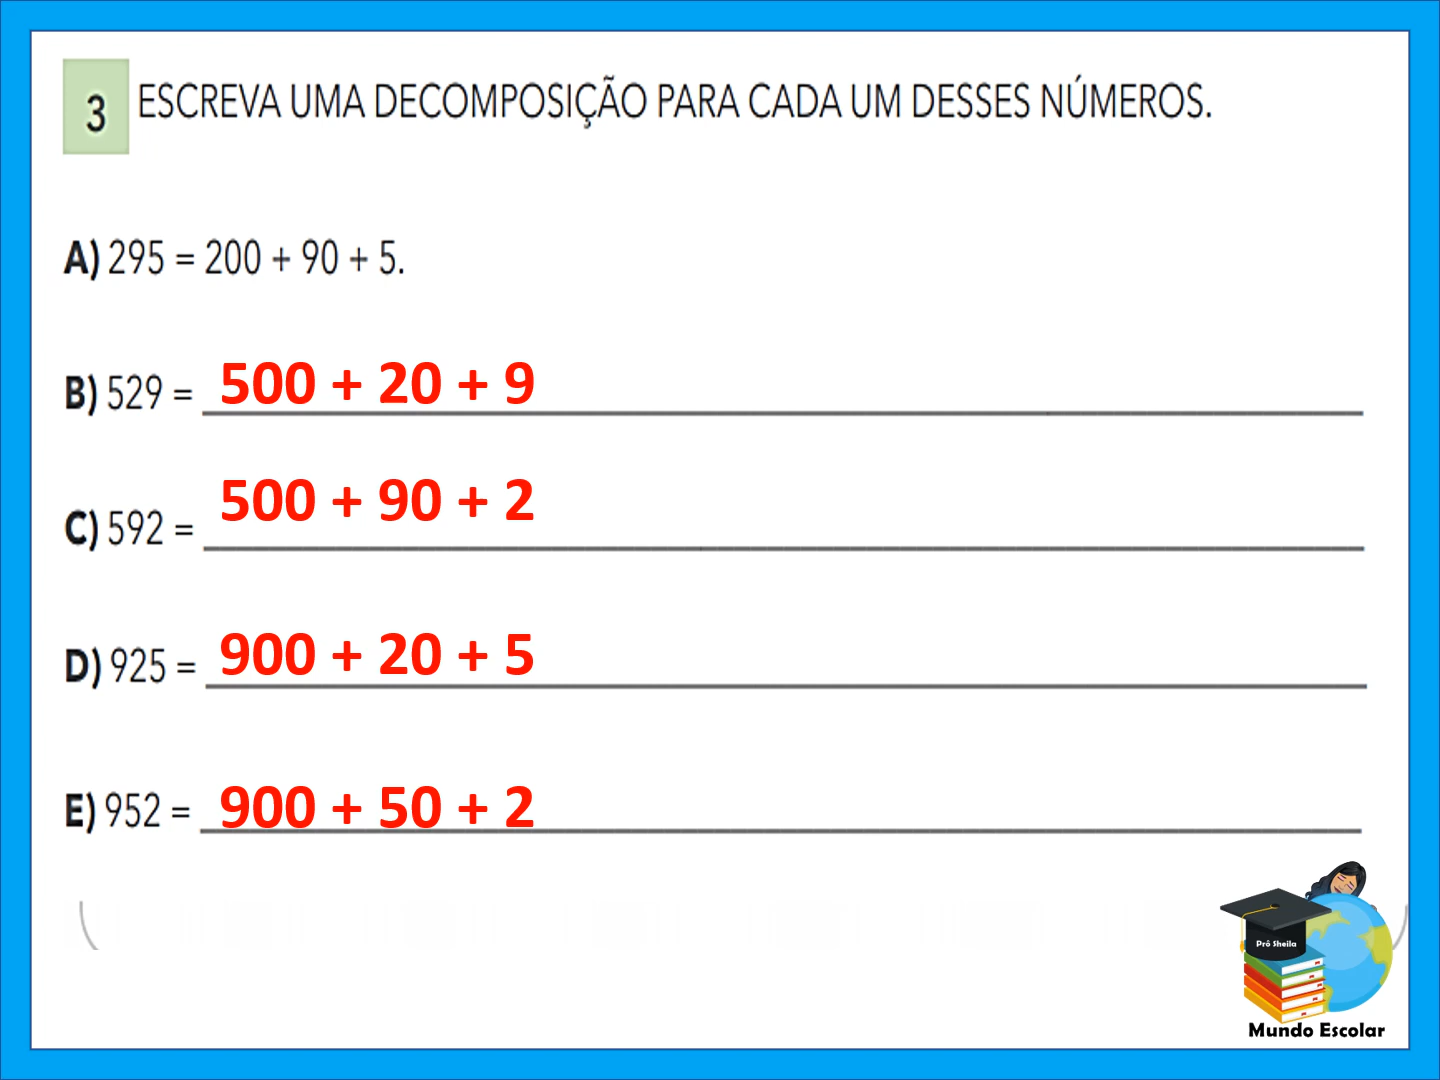 3 ESCREVA UMA DECOMPOSIÇÃO PARA CADA UM DESSES NÚMEROS.
A) 295 = 200 + 90 + 5.
B) 529 = 500 + 20 + 9
C) 592 = 500 + 90 + 2
D) 925 = 900 + 20 + 5
E) 952 = 900 + 50 + 2
Pró Sheila
Mundo Escolar